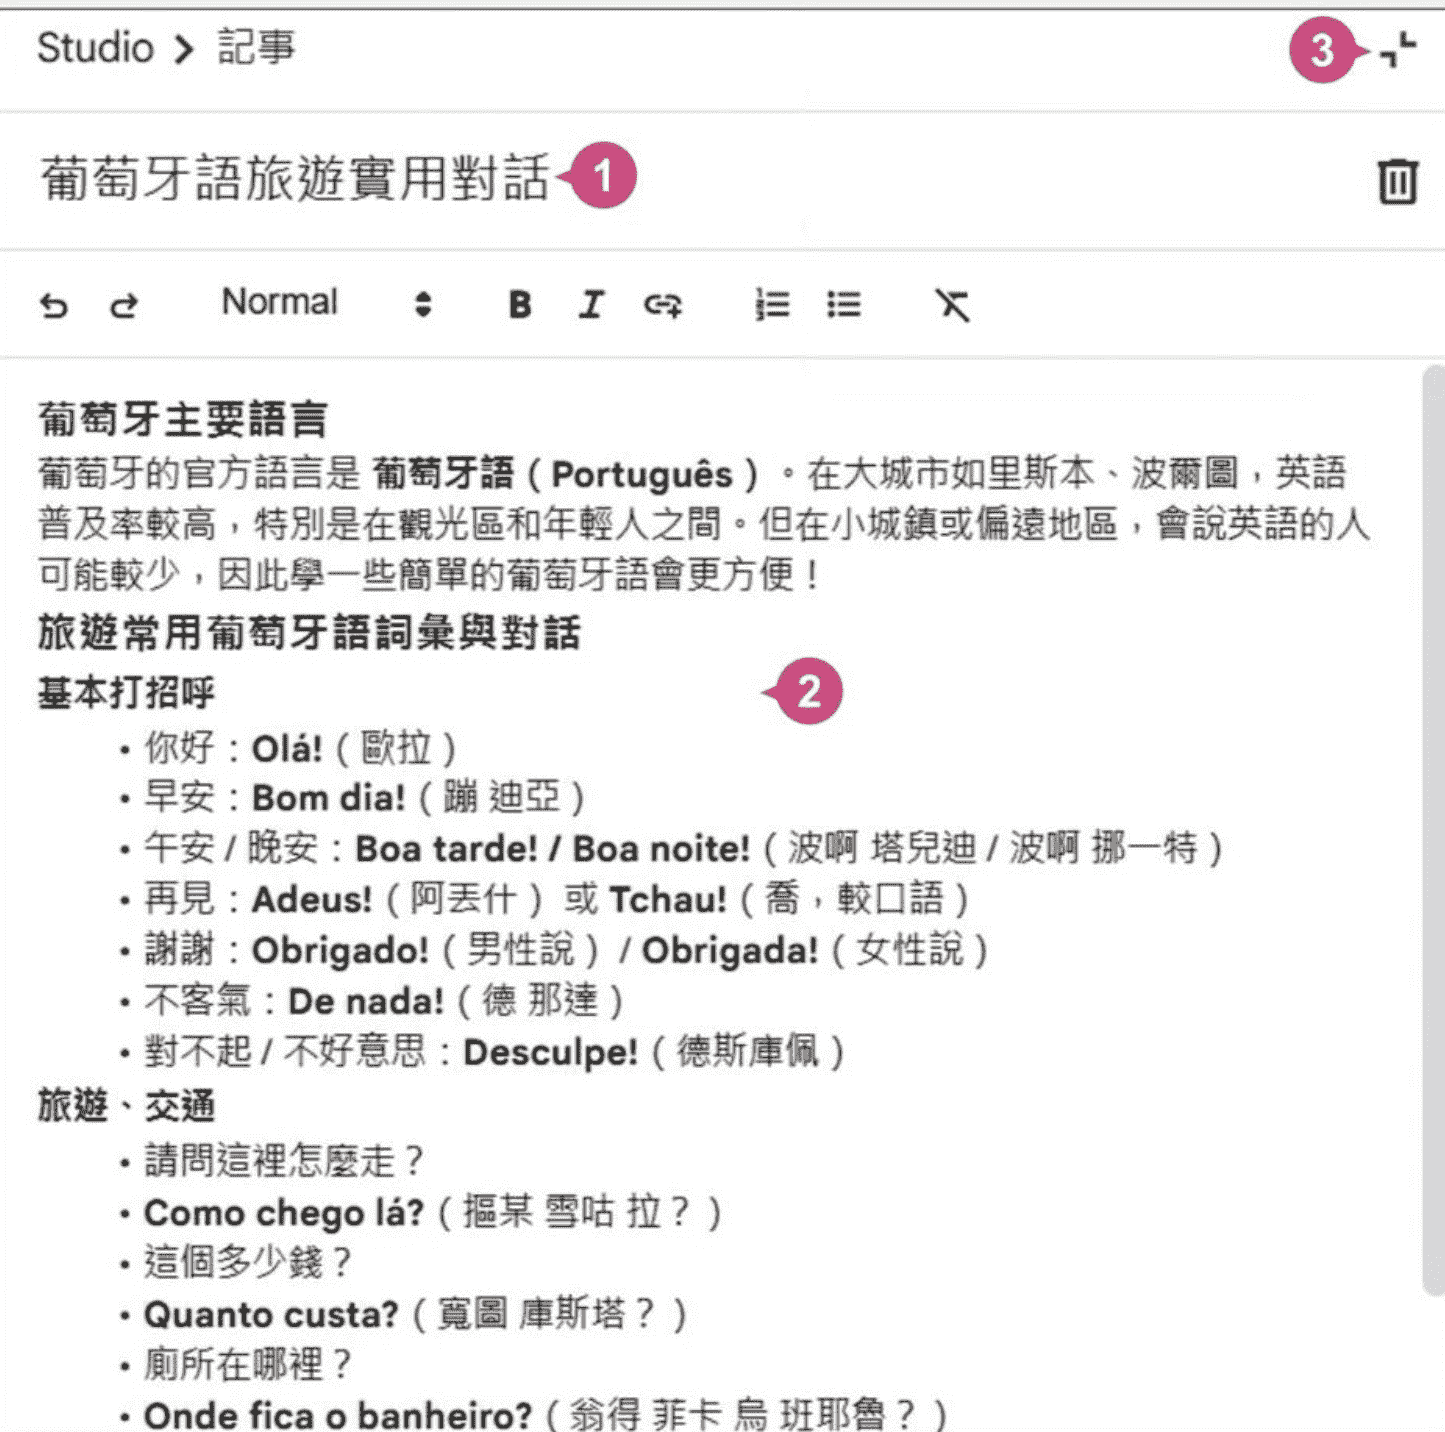 Studio > 記事
3
葡萄牙語旅遊實用對話
1
Normal
B I
葡萄牙主要語言
葡萄牙的官方語言是 葡萄牙語（Português）。在大城市如里斯本、波爾圖，英語
普及率較高，特別是在觀光區和年輕人之間。但在小城鎮或偏遠地區，會說英語的人
可能較少，因此學一些簡單的葡萄牙語會更方便！
旅遊常用葡萄牙語詞彙與對話
基本打招呼
2
• 你好：Olá!（歐拉）
• 早安：Bom dia!（蹦 迪亞）
• 午安 / 晚安：Boa tarde! / Boa noite!（波啊 塔兒迪 / 波啊 挪一特）
• 再見：Adeus!（阿丟什） 或 Tchau!（喬，較口語）
• 謝謝：Obrigado!（男性說） / Obrigada!（女性說）
• 不客氣：De nada!（德 那達）
• 對不起 / 不好意思：Desculpe!（德斯庫佩）
旅遊、交通
• 請問這裡怎麼走？
• Como chego lá?（摳某 雪咕 拉？）
• 這個多少錢？
• Quanto custa?（寬圖 庫斯塔？）
• 廁所在哪裡？
• Onde fica o banheiro?（翁得 菲卡 烏 班耶魯？）